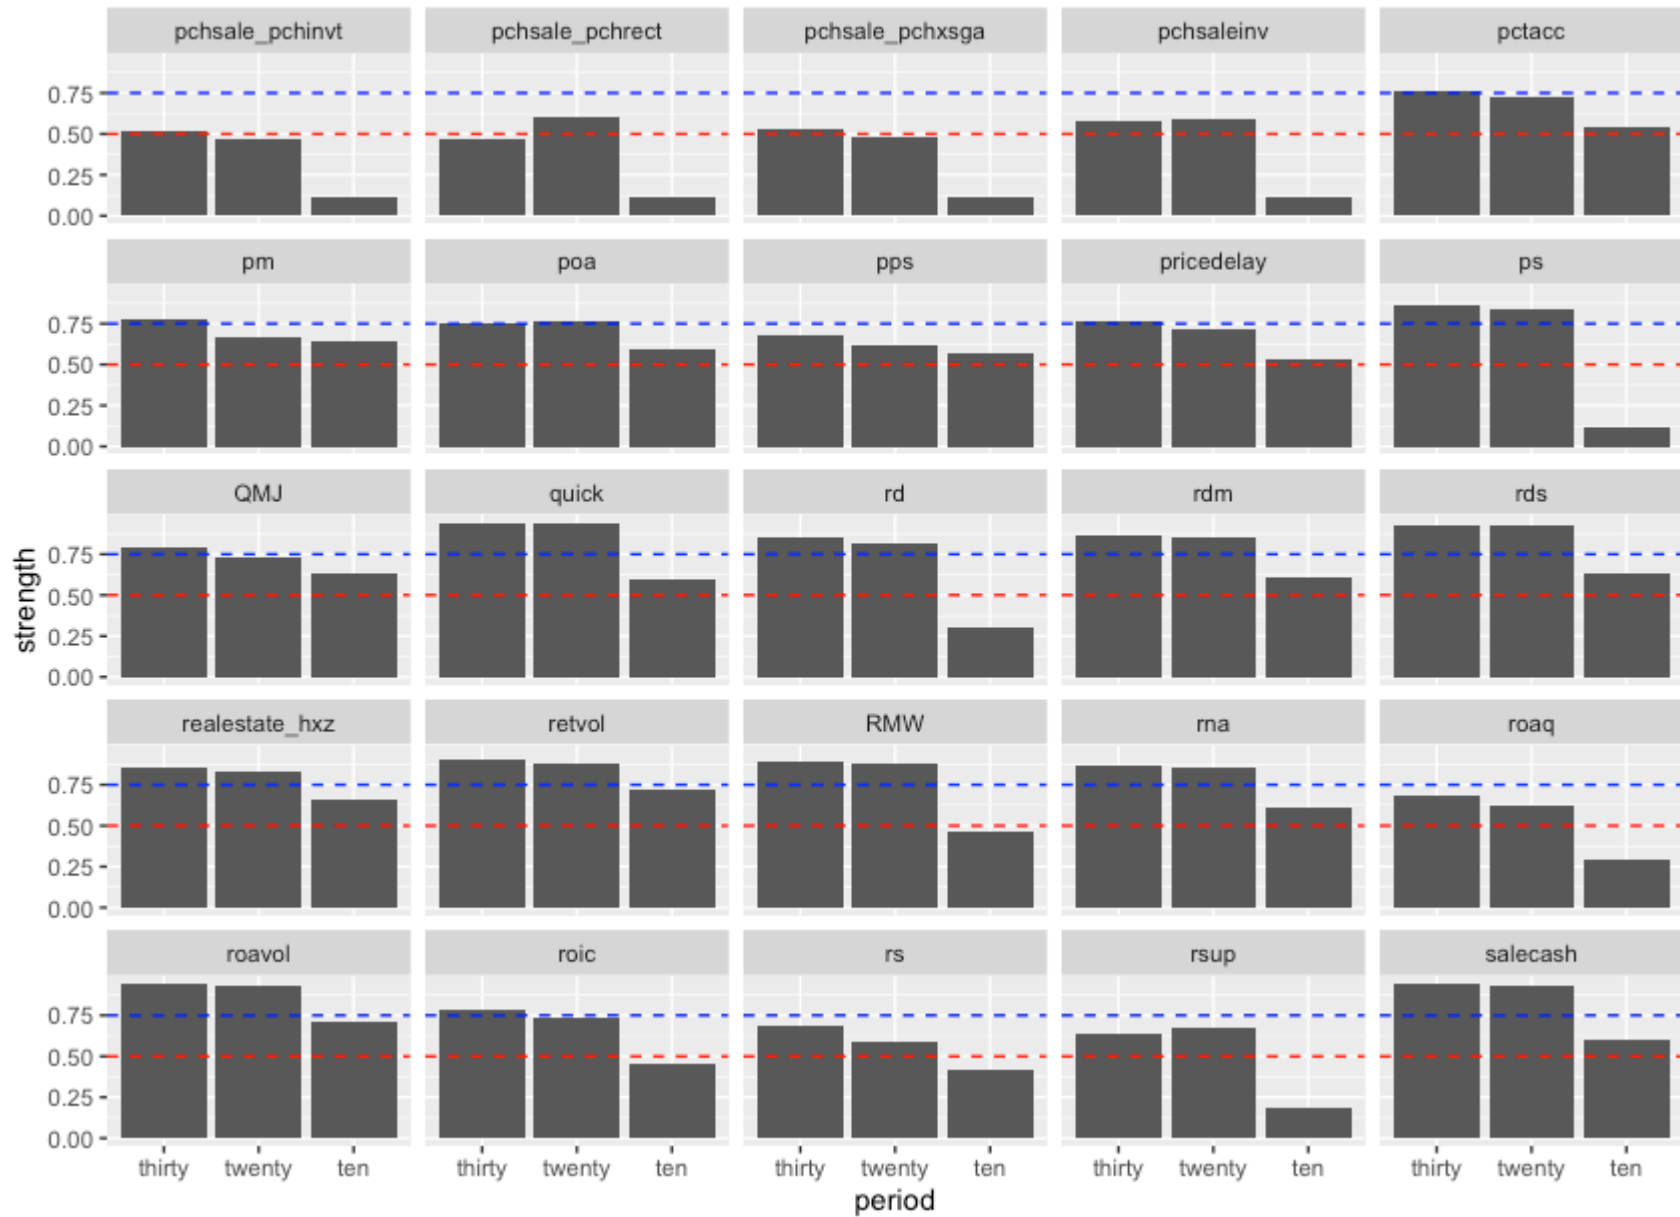 pchsale_pchinvt pchsale_pchrect pchsale_pchxsga pchsaleinv pctacc
0.75
0.50
0.25
0.00
pm poa pps pricedelay ps
0.75
0.50
0.25
0.00
QMJ quick rd rdm rds
0.75
0.50
0.25
0.00
strength
realestate_hxz retvol RMW rna roaq
0.75
0.50
0.25
0.00
roavol roic rs rsup salecash
0.75
0.50
0.25
0.00
thirty twenty ten thirty twenty ten thirty twenty ten thirty twenty ten thirty twenty ten
period